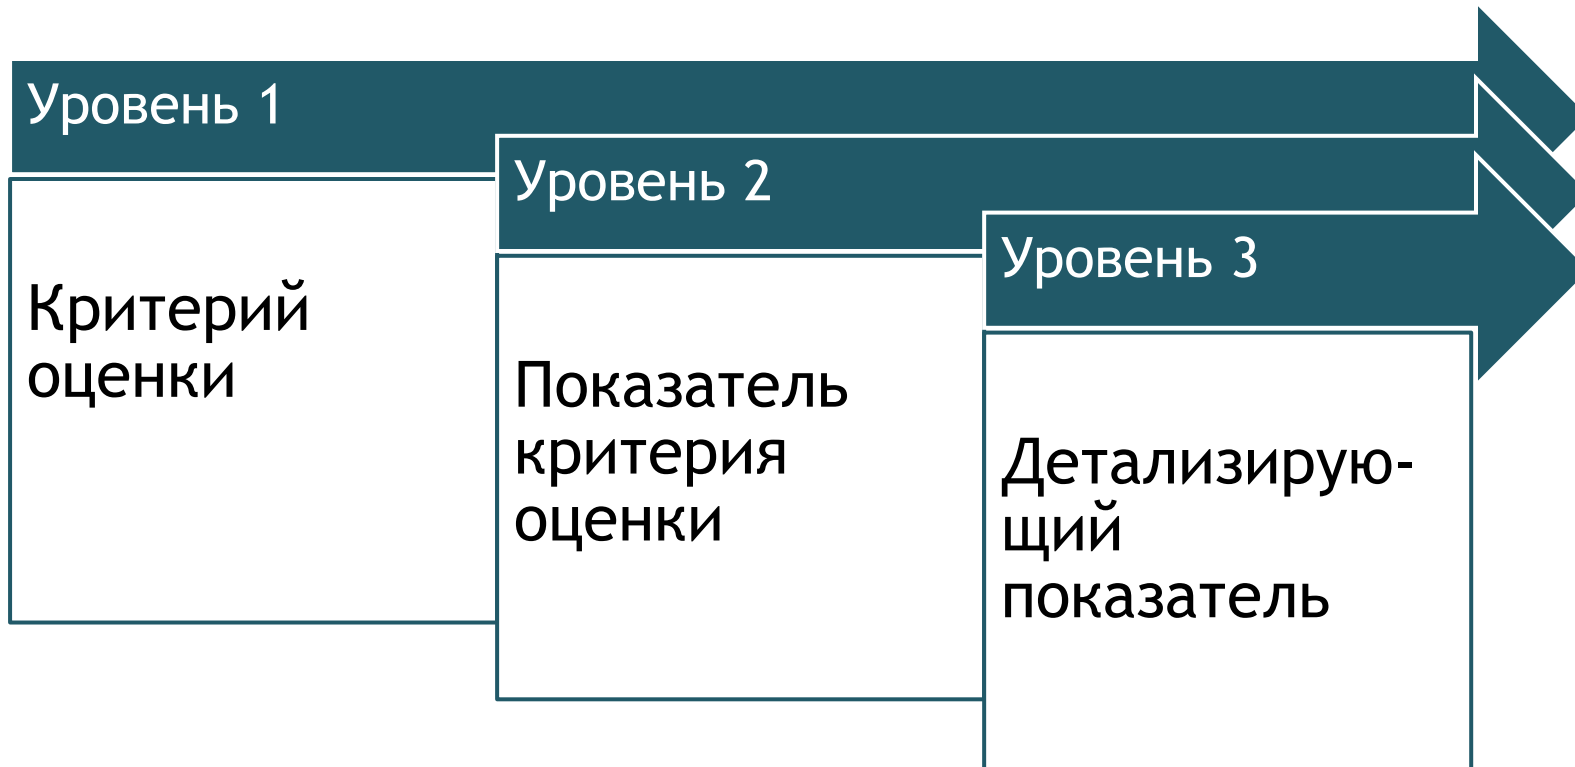 Уровень 1
Критерий
оценки
Уровень 2
Показатель
критерия
оценки
Уровень 3
Детализирую-
щий
показатель